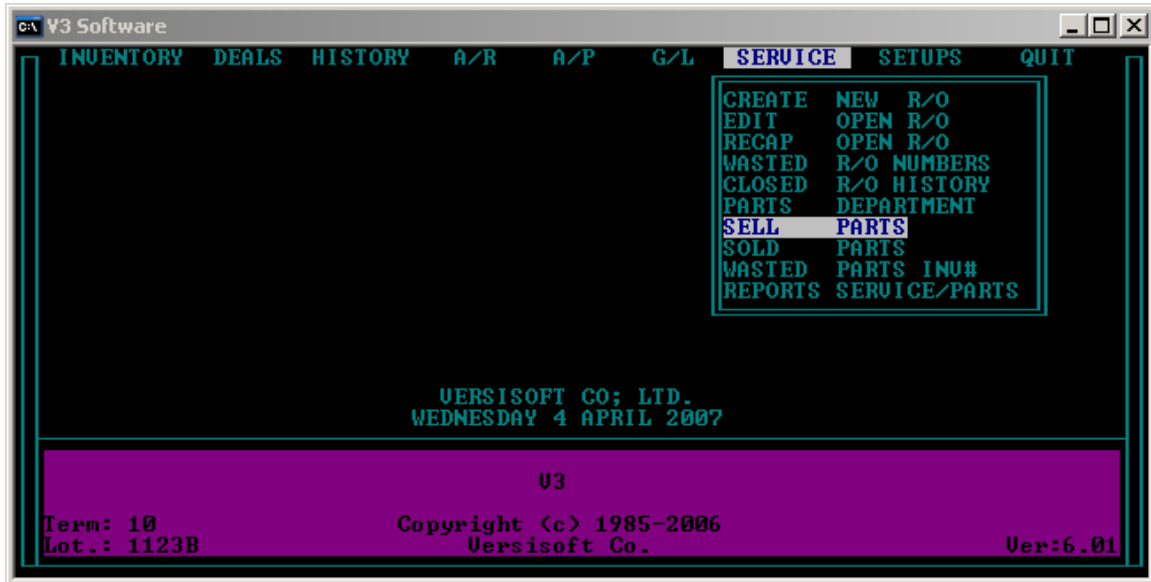 V3 Software
INVENTORY DEALS HISTORY A/R A/P G/L SERVICE SETUPS QUIT
CREATE NEW R/O
EDIT OPEN R/O
RECAP OPEN R/O
WASTED R/O NUMBERS
CLOSED R/O HISTORY
PARTS DEPARTMENT
SELL PARTS
SOLD PARTS
WASTED PARTS INV#
REPORTS SERVICE/PARTS
VERSISOFT CO; LTD.
WEDNESDAY 4 APRIL 2007
V3
Term: 10 Copyright (c) 1985-2006
Lot.: 1123B Versisoft Co. Ver:6.01